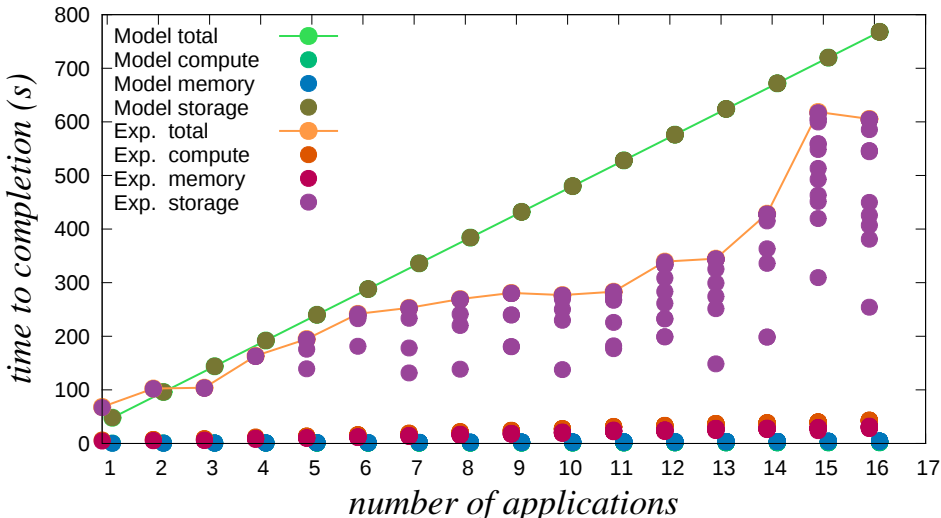 800
700
600
500
400
300
200
100
0
time to completion (s)
Model total
Model compute
Model memory
Model storage
Exp. total
Exp. compute
Exp. memory
Exp. storage
1 2 3 4 5 6 7 8 9 10 11 12 13 14 15 16 17
number of applications